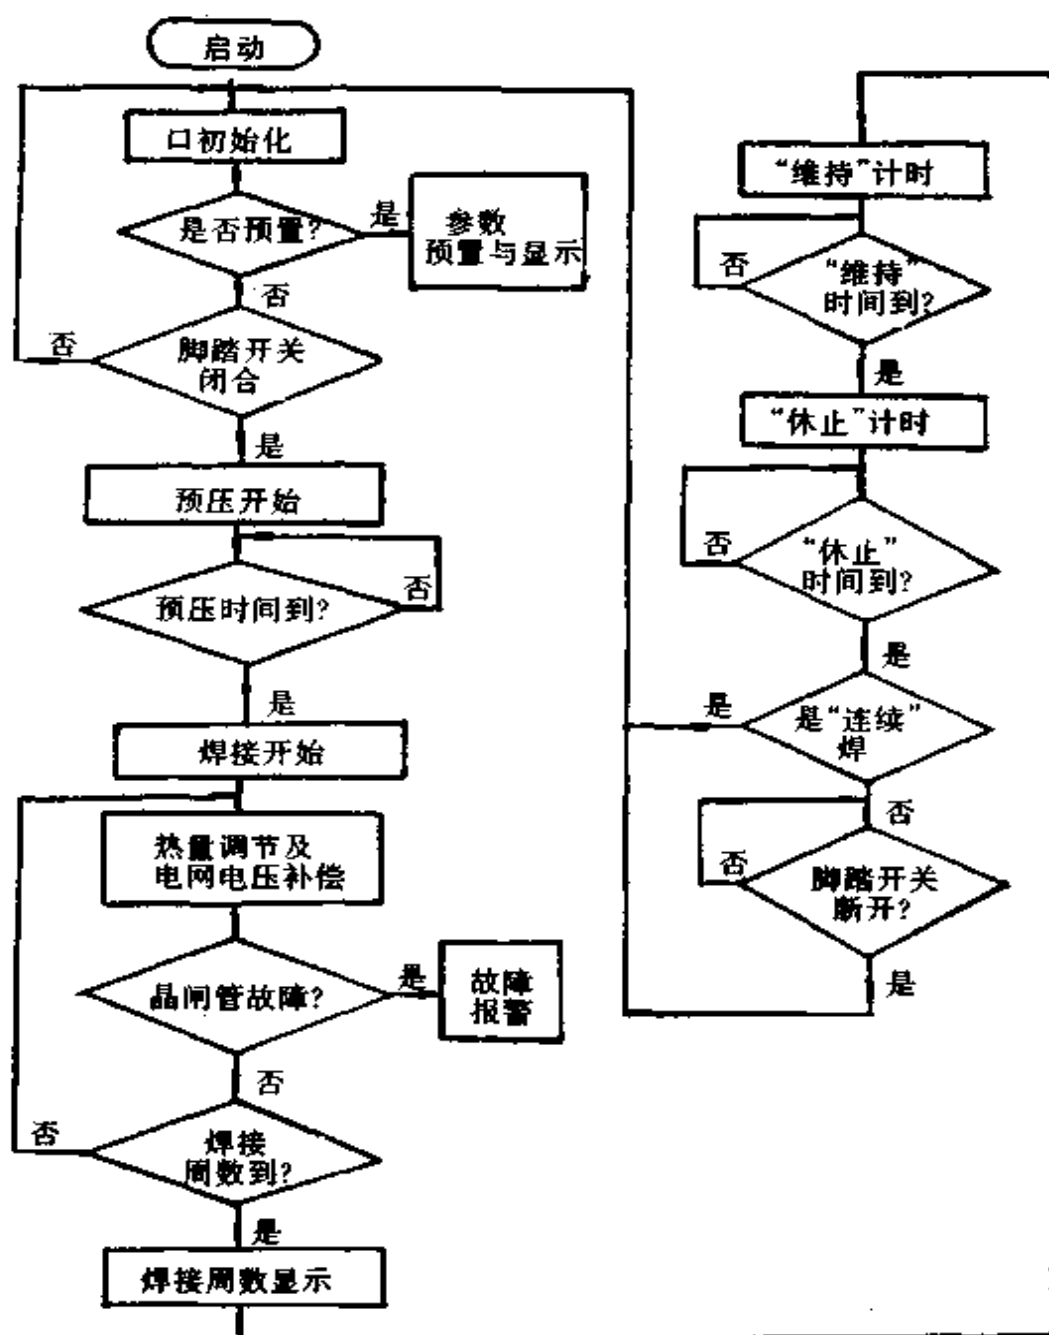 启动
口初始化
是否预置?
是
参数
预置与显示
否
脚踏开关
闭合
否
是
预压开始
预压时间到?
否
是
焊接开始
热量调节及
电网电压补偿
晶闸管故障?
是
故障
报警
否
焊接
周数到?
否
是
焊接周数显示
“维持”计时
“维持”
时间到?
否
是
“休止”计时
“休止”
时间到?
否
是
是“连续”
焊
是
否
脚踏开关
断开?
否
是